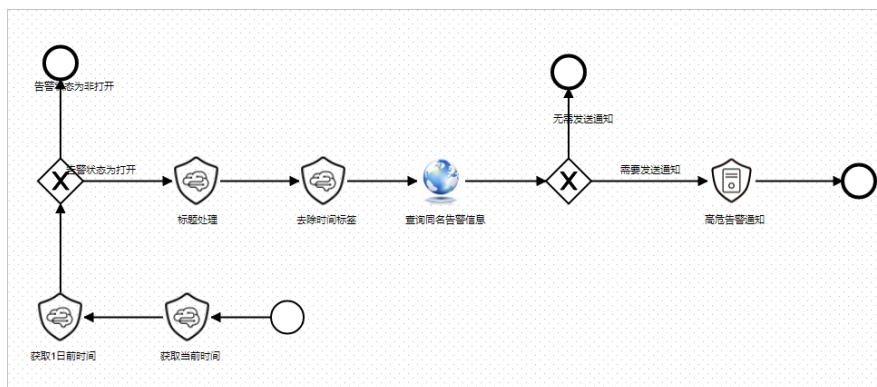 告警状态为非打开
无需发送通知
告警状态为打开
需要发送通知
标题处理
去除时间标签
查询同名告警信息
高危告警通知
获取1日前时间
获取当前时间